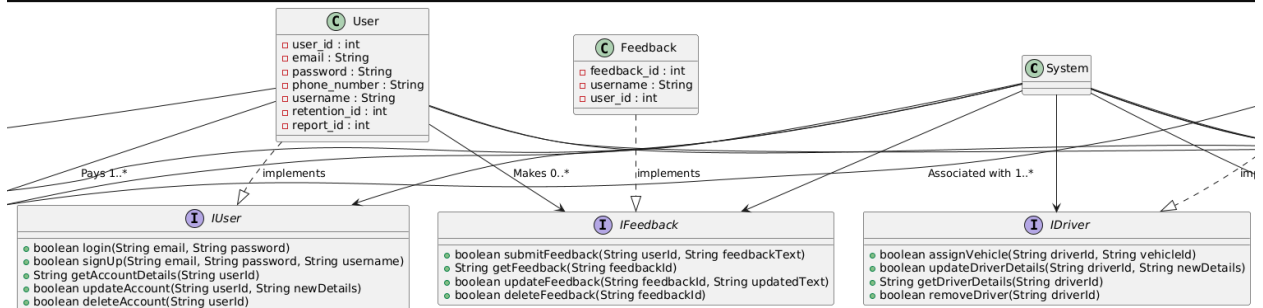 C User
user_id : int
email : String
password : String
phone_number : String
username : String
retention_id : int
report_id : int
C Feedback
feedback_id : int
username : String
user_id : int
C System
Pays 1..*
implements
Makes 0..*
implements
Associated with 1..*
I IUser
boolean login(String email, String password)
boolean signUp(String email, String password, String username)
String getAccountDetails(String userId)
boolean updateAccount(String userId, String newDetails)
boolean deleteAccount(String userId)
I IFeedback
boolean submitFeedback(String userId, String feedbackText)
String getFeedback(String feedbackId)
boolean updateFeedback(String feedbackId, String updatedText)
boolean deleteFeedback(String feedbackId)
I IDriver
boolean assignVehicle(String driverId, String vehicleId)
boolean updateDriverDetails(String driverId, String newDetails)
String getDriverDetails(String driverId)
boolean removeDriver(String driverId)